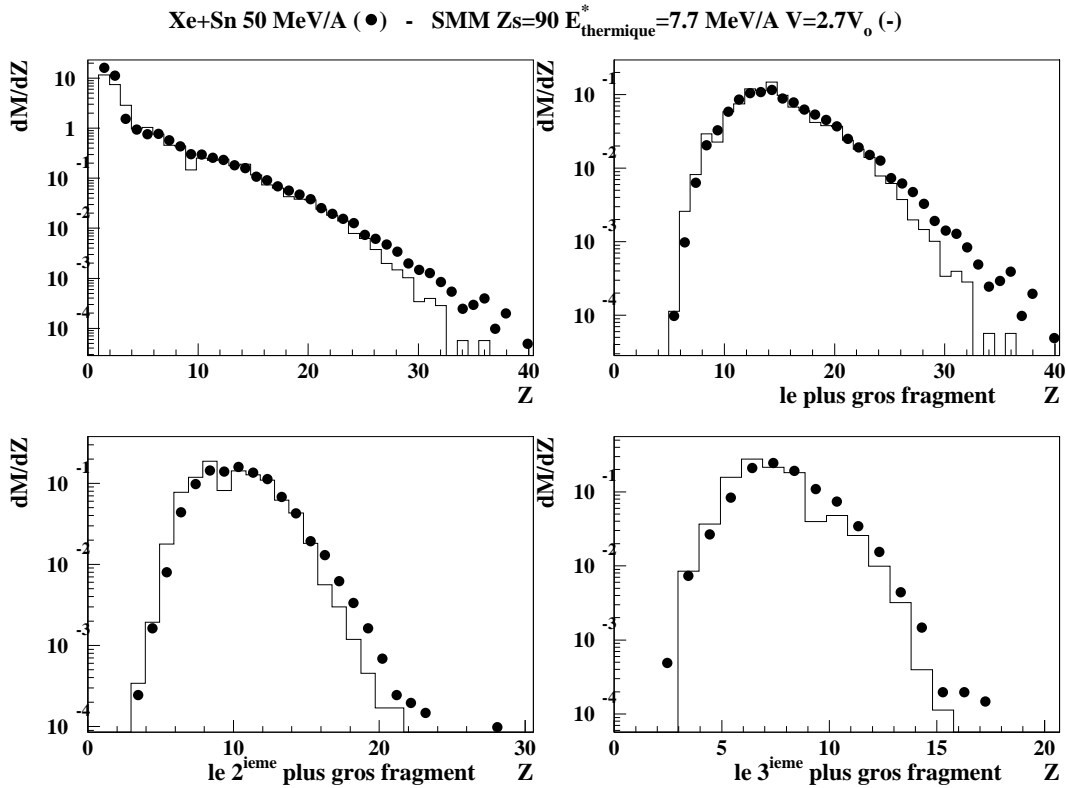 Xe+Sn 50 MeV/A (●) - SMM Zs=90 E*thermique=7.7 MeV/A V=2.7Vo (-)
dM/dZ
10
1
10 -1
10 -2
10 -3
10 -4
0 10 20 30 40
Z
dM/dZ
10 -1
10 -2
10 -3
10 -4
0 10 20 30 40
le plus gros fragment Z
dM/dZ
10 -1
10 -2
10 -3
10 -4
0 10 20 30
le 2ieme plus gros fragment Z
dM/dZ
10 -1
10 -2
10 -3
10 -4
0 5 10 15 20
le 3ieme plus gros fragment Z